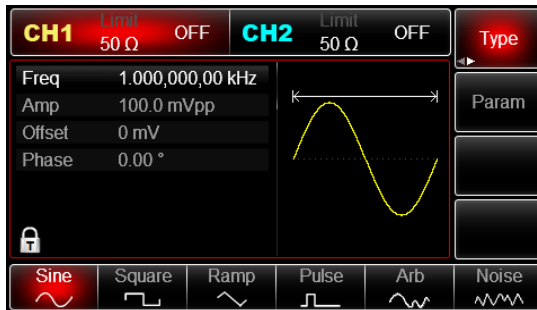 CH1 Limit 50 Ω OFF CH2 Limit 50 Ω OFF Type
Freq 1.000,000,00 kHz
Amp 100.0 mVpp Param
Offset 0 mV
Phase 0.00 °
T
Sine Square Ramp Pulse Arb Noise